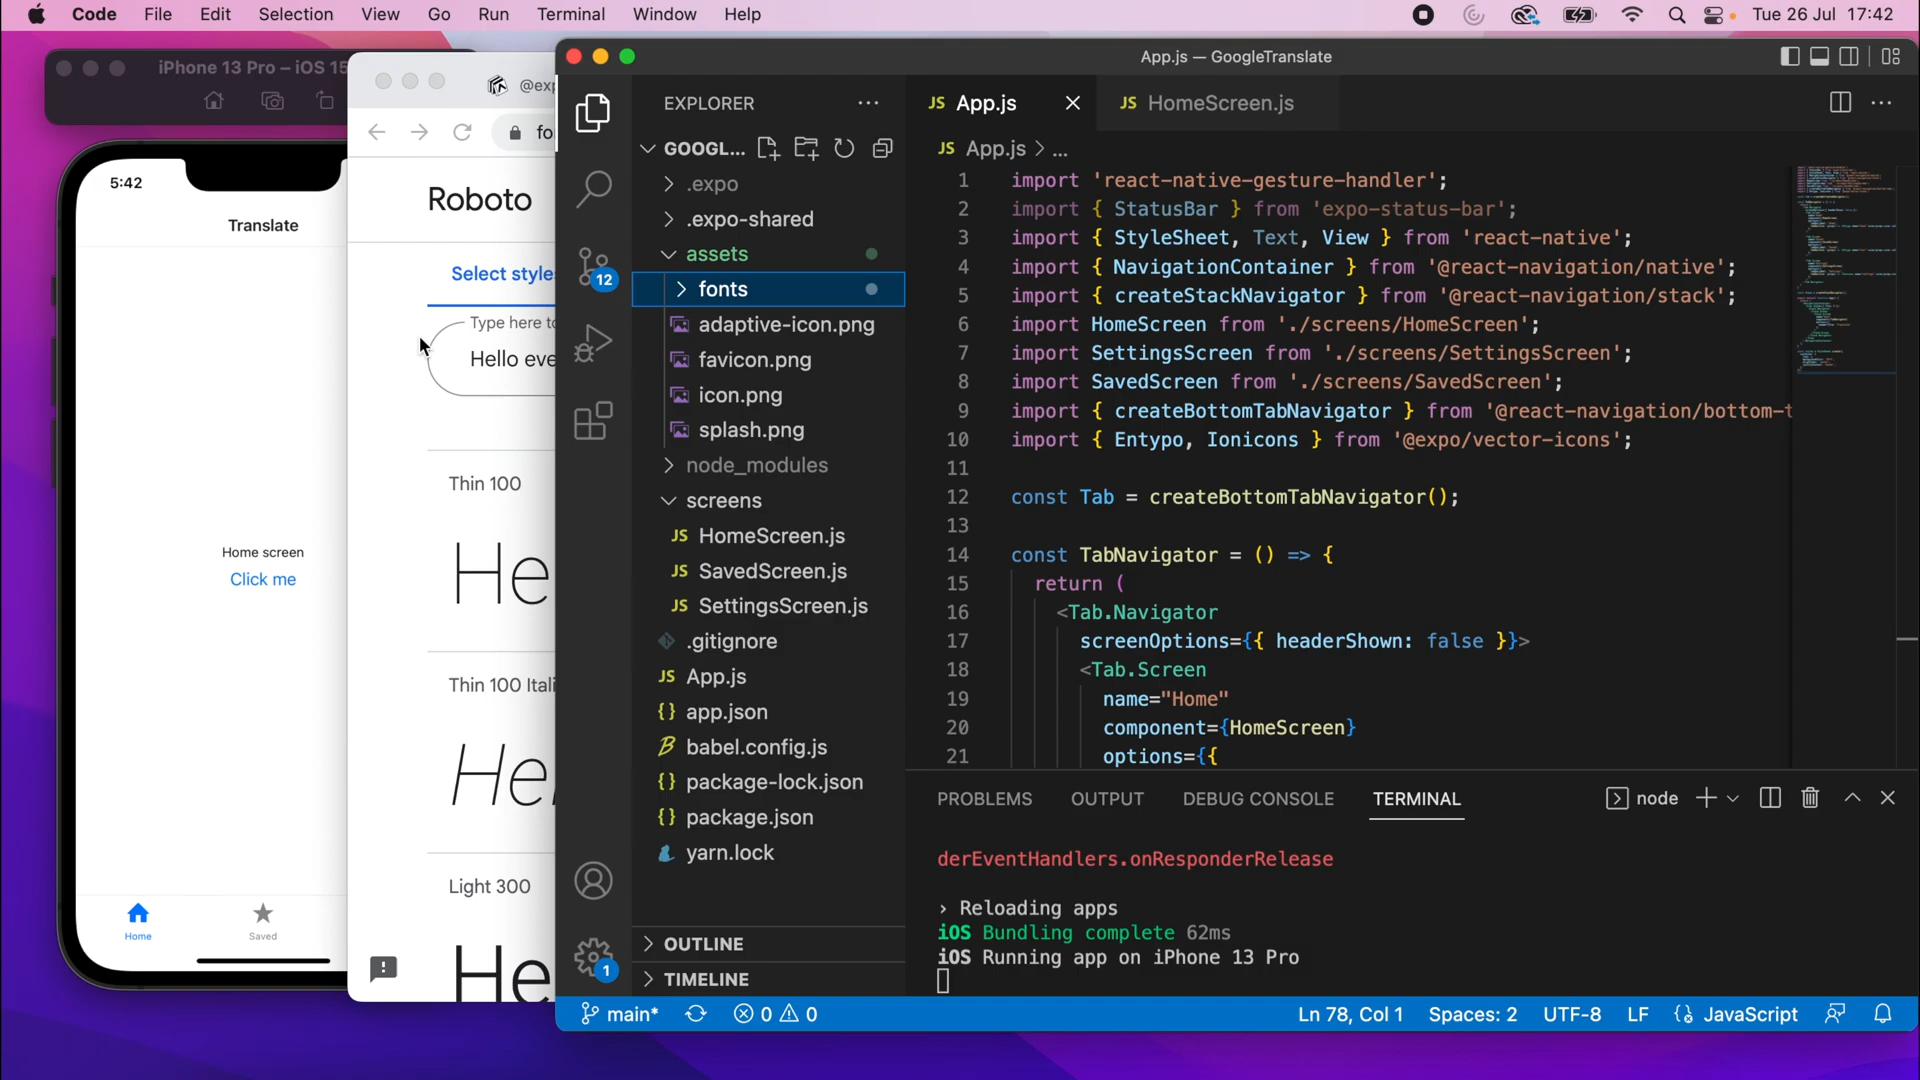 Code File Edit Selection View Go Run Terminal Window Help Tue 26 Jul 17:42
iPhone 13 Pro – iOS 15
5:42
Translate
Home screen
Click me
Home
Saved
@exp
fo
Roboto
Select style
Type here to
Hello eve
Thin 100
He
Thin 100 Itali
Hel
Light 300
He
App.js — GoogleTranslate
EXPLORER
GOOGL...
.expo
.expo-shared
assets
fonts
adaptive-icon.png
favicon.png
icon.png
splash.png
node_modules
screens
JS HomeScreen.js
JS SavedScreen.js
JS SettingsScreen.js
.gitignore
JS App.js
{} app.json
babel.config.js
{} package-lock.json
{} package.json
yarn.lock
OUTLINE
TIMELINE
12
1
JS App.js
JS HomeScreen.js
JS App.js > ...
1 import 'react-native-gesture-handler';
2 import { StatusBar } from 'expo-status-bar';
3 import { StyleSheet, Text, View } from 'react-native';
4 import { NavigationContainer } from '@react-navigation/native';
5 import { createStackNavigator } from '@react-navigation/stack';
6 import HomeScreen from './screens/HomeScreen';
7 import SettingsScreen from './screens/SettingsScreen';
8 import SavedScreen from './screens/SavedScreen';
9 import { createBottomTabNavigator } from '@react-navigation/bottom-t
10 import { Entypo, Ionicons } from '@expo/vector-icons';
11
12 const Tab = createBottomTabNavigator();
13
14 const TabNavigator = () => {
15 return (
16 <Tab.Navigator
17 screenOptions={{ headerShown: false }}>
18 <Tab.Screen
19 name="Home"
20 component={HomeScreen}
21 options={{
PROBLEMS OUTPUT DEBUG CONSOLE TERMINAL node
derEventHandlers.onResponderRelease
› Reloading apps
iOS Bundling complete 62ms
iOS Running app on iPhone 13 Pro
main* 0 0 Ln 78, Col 1 Spaces: 2 UTF-8 LF {} JavaScript